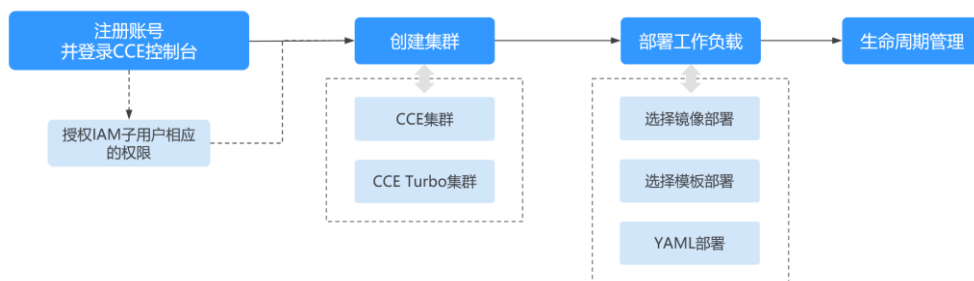 注册账号
并登录CCE控制台
创建集群
部署工作负载
生命周期管理
授权IAM子用户相应
的权限
CCE集群
CCE Turbo集群
选择镜像部署
选择模板部署
YAML部署